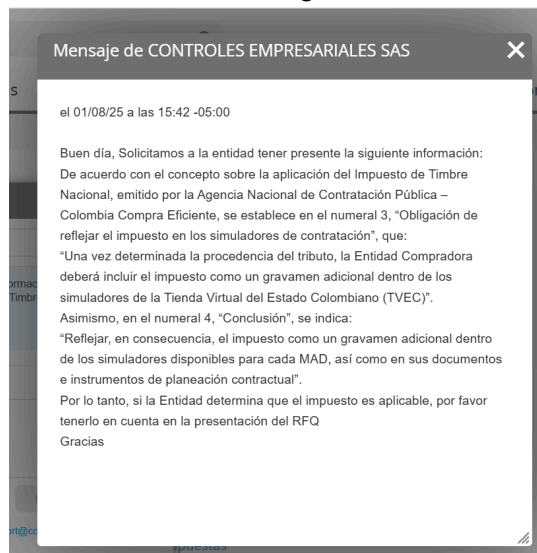 Mensaje de CONTROLES EMPRESARIALES SAS
el 01/08/25 a las 15:42 -05:00
Buen día, Solicitamos a la entidad tener presente la siguiente información:
De acuerdo con el concepto sobre la aplicación del Impuesto de Timbre
Nacional, emitido por la Agencia Nacional de Contratación Pública –
Colombia Compra Eficiente, se establece en el numeral 3, “Obligación de
reflejar el impuesto en los simuladores de contratación”, que:
“Una vez determinada la procedencia del tributo, la Entidad Compradora
deberá incluir el impuesto como un gravamen adicional dentro de los
simuladores de la Tienda Virtual del Estado Colombiano (TVEC)”.
Asimismo, en el numeral 4, “Conclusión”, se indica:
“Reflejar, en consecuencia, el impuesto como un gravamen adicional dentro
de los simuladores disponibles para cada MAD, así como en sus documentos
e instrumentos de planeación contractual”.
Por lo tanto, si la Entidad determina que el impuesto es aplicable, por favor
tenerlo en cuenta en la presentación del RFQ
Gracias